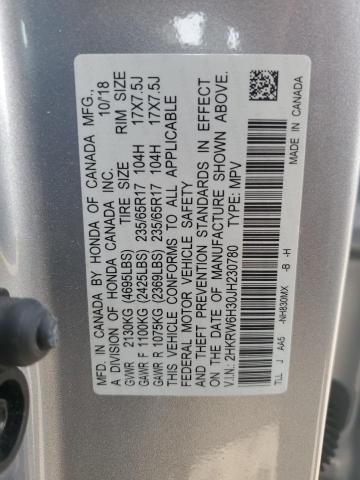 MFD. IN CANADA BY HONDA OF CANADA MFG.,
A DIVISION OF HONDA CANADA INC. 10/18
GVWR 2130KG (4695LBS) TIRE SIZE RIM SIZE
GAWR F 1100KG (2425LBS) 235/65R17 104H 17X7.5J
GAWR R 1075KG (2369LBS) 235/65R17 104H 17X7.5J
THIS VEHICLE CONFORMS TO ALL APPLICABLE
FEDERAL MOTOR VEHICLE SAFETY
AND THEFT PREVENTION STANDARDS IN EFFECT
ON THE DATE OF MANUFACTURE SHOWN ABOVE.
V.I.N.: 2HKRW6H30JH230780 TYPE: MPV
TLL J AA5 -NH830MX -B -H
MADE IN CANADA